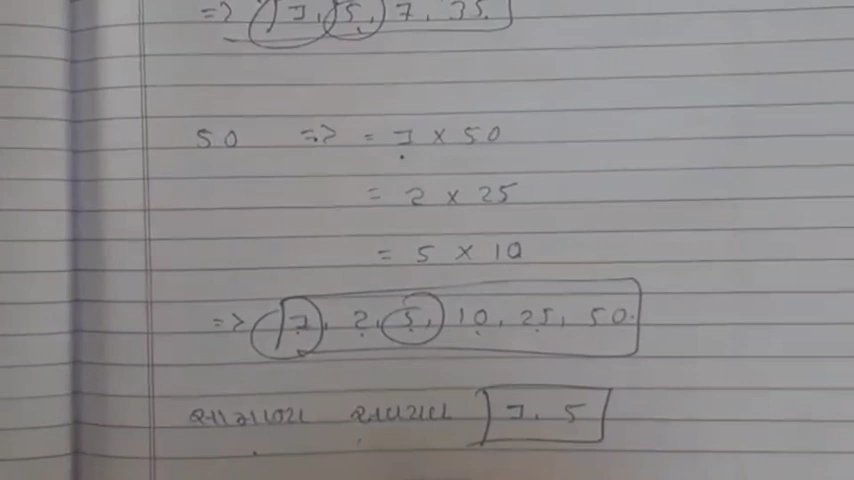 => 1, 5, 7, 35.
50 => = 1 x 50
= 2 x 25
= 5 x 10
=> 1, 2, 5, 10, 25, 50.
સામાન્ય અવયવ 1. 5